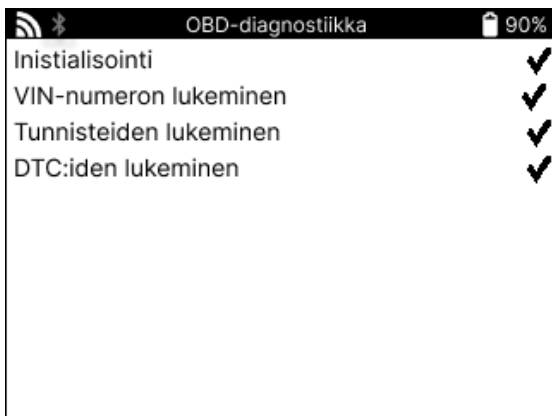 OBD-diagnostiikka 90%
Inistialisointi
VIN-numeron lukeminen
Tunnisteiden lukeminen
DTC:iden lukeminen